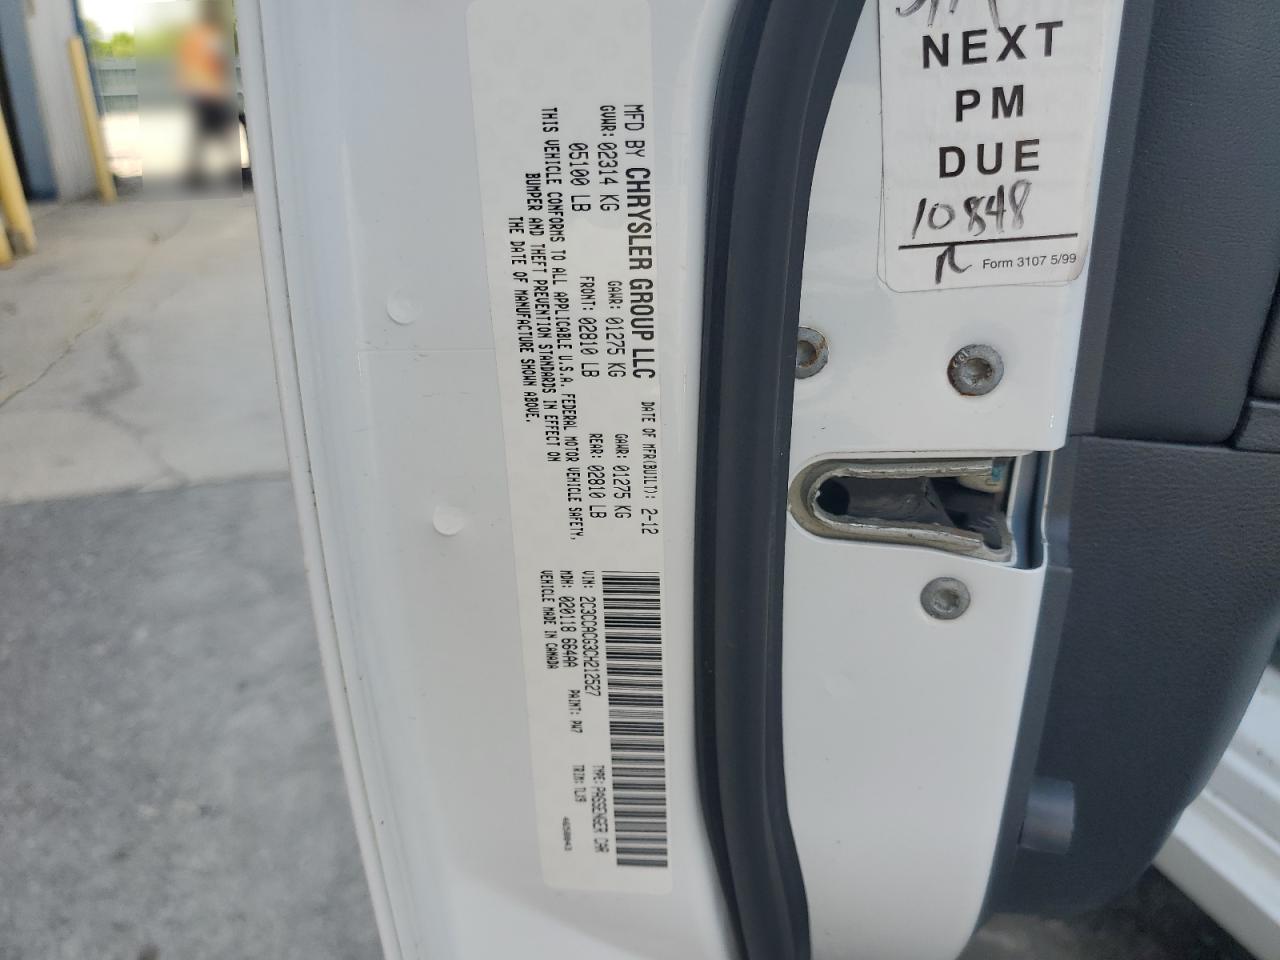 MFD BY CHRYSLER GROUP LLC DATE OF MFR(BUILT): 2-12
GVWR: 02314 KG GAWR: 01275 KG GAWR: 01275 KG
05100 LB FRONT: 02810 LB REAR: 02810 LB
THIS VEHICLE CONFORMS TO ALL APPLICABLE U.S.A. FEDERAL MOTOR VEHICLE SAFETY,
BUMPER AND THEFT PREVENTION STANDARDS IN EFFECT ON
THE DATE OF MANUFACTURE SHOWN ABOVE.
VIN: 2C3CCACG3CH212527 TYPE: PASSENGER CAR
MDH: 020118 664AA PAINT: PW7 TRIM: TLX9
VEHICLE MADE IN CANADA
NEXT
PM
DUE
10848
Form 3107 5/99